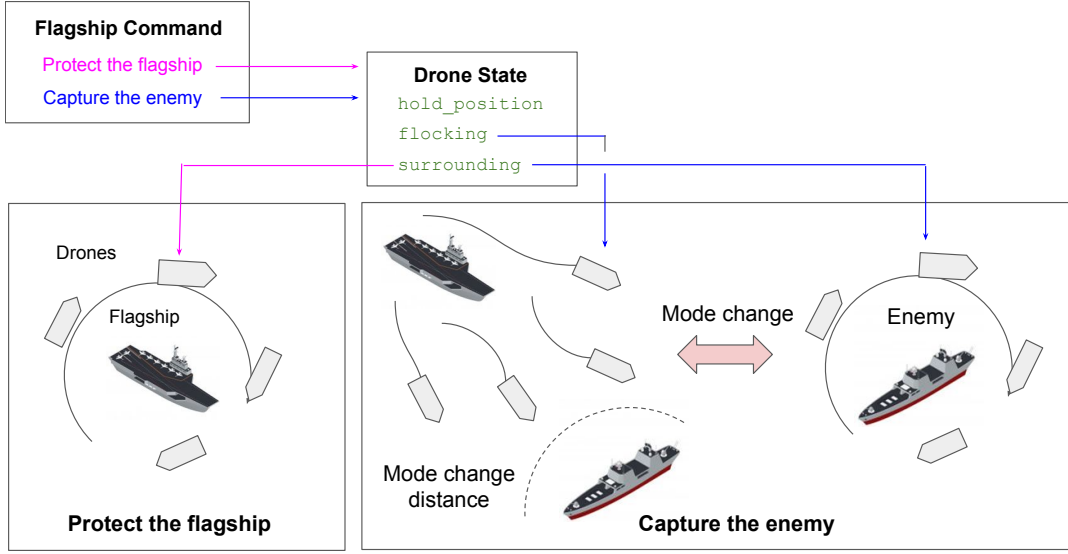 Flagship Command
Protect the flagship
Capture the enemy
Drone State
hold_position
flocking
surrounding
Drones
Flagship
Protect the flagship
Mode change
Enemy
Mode change
distance
Capture the enemy